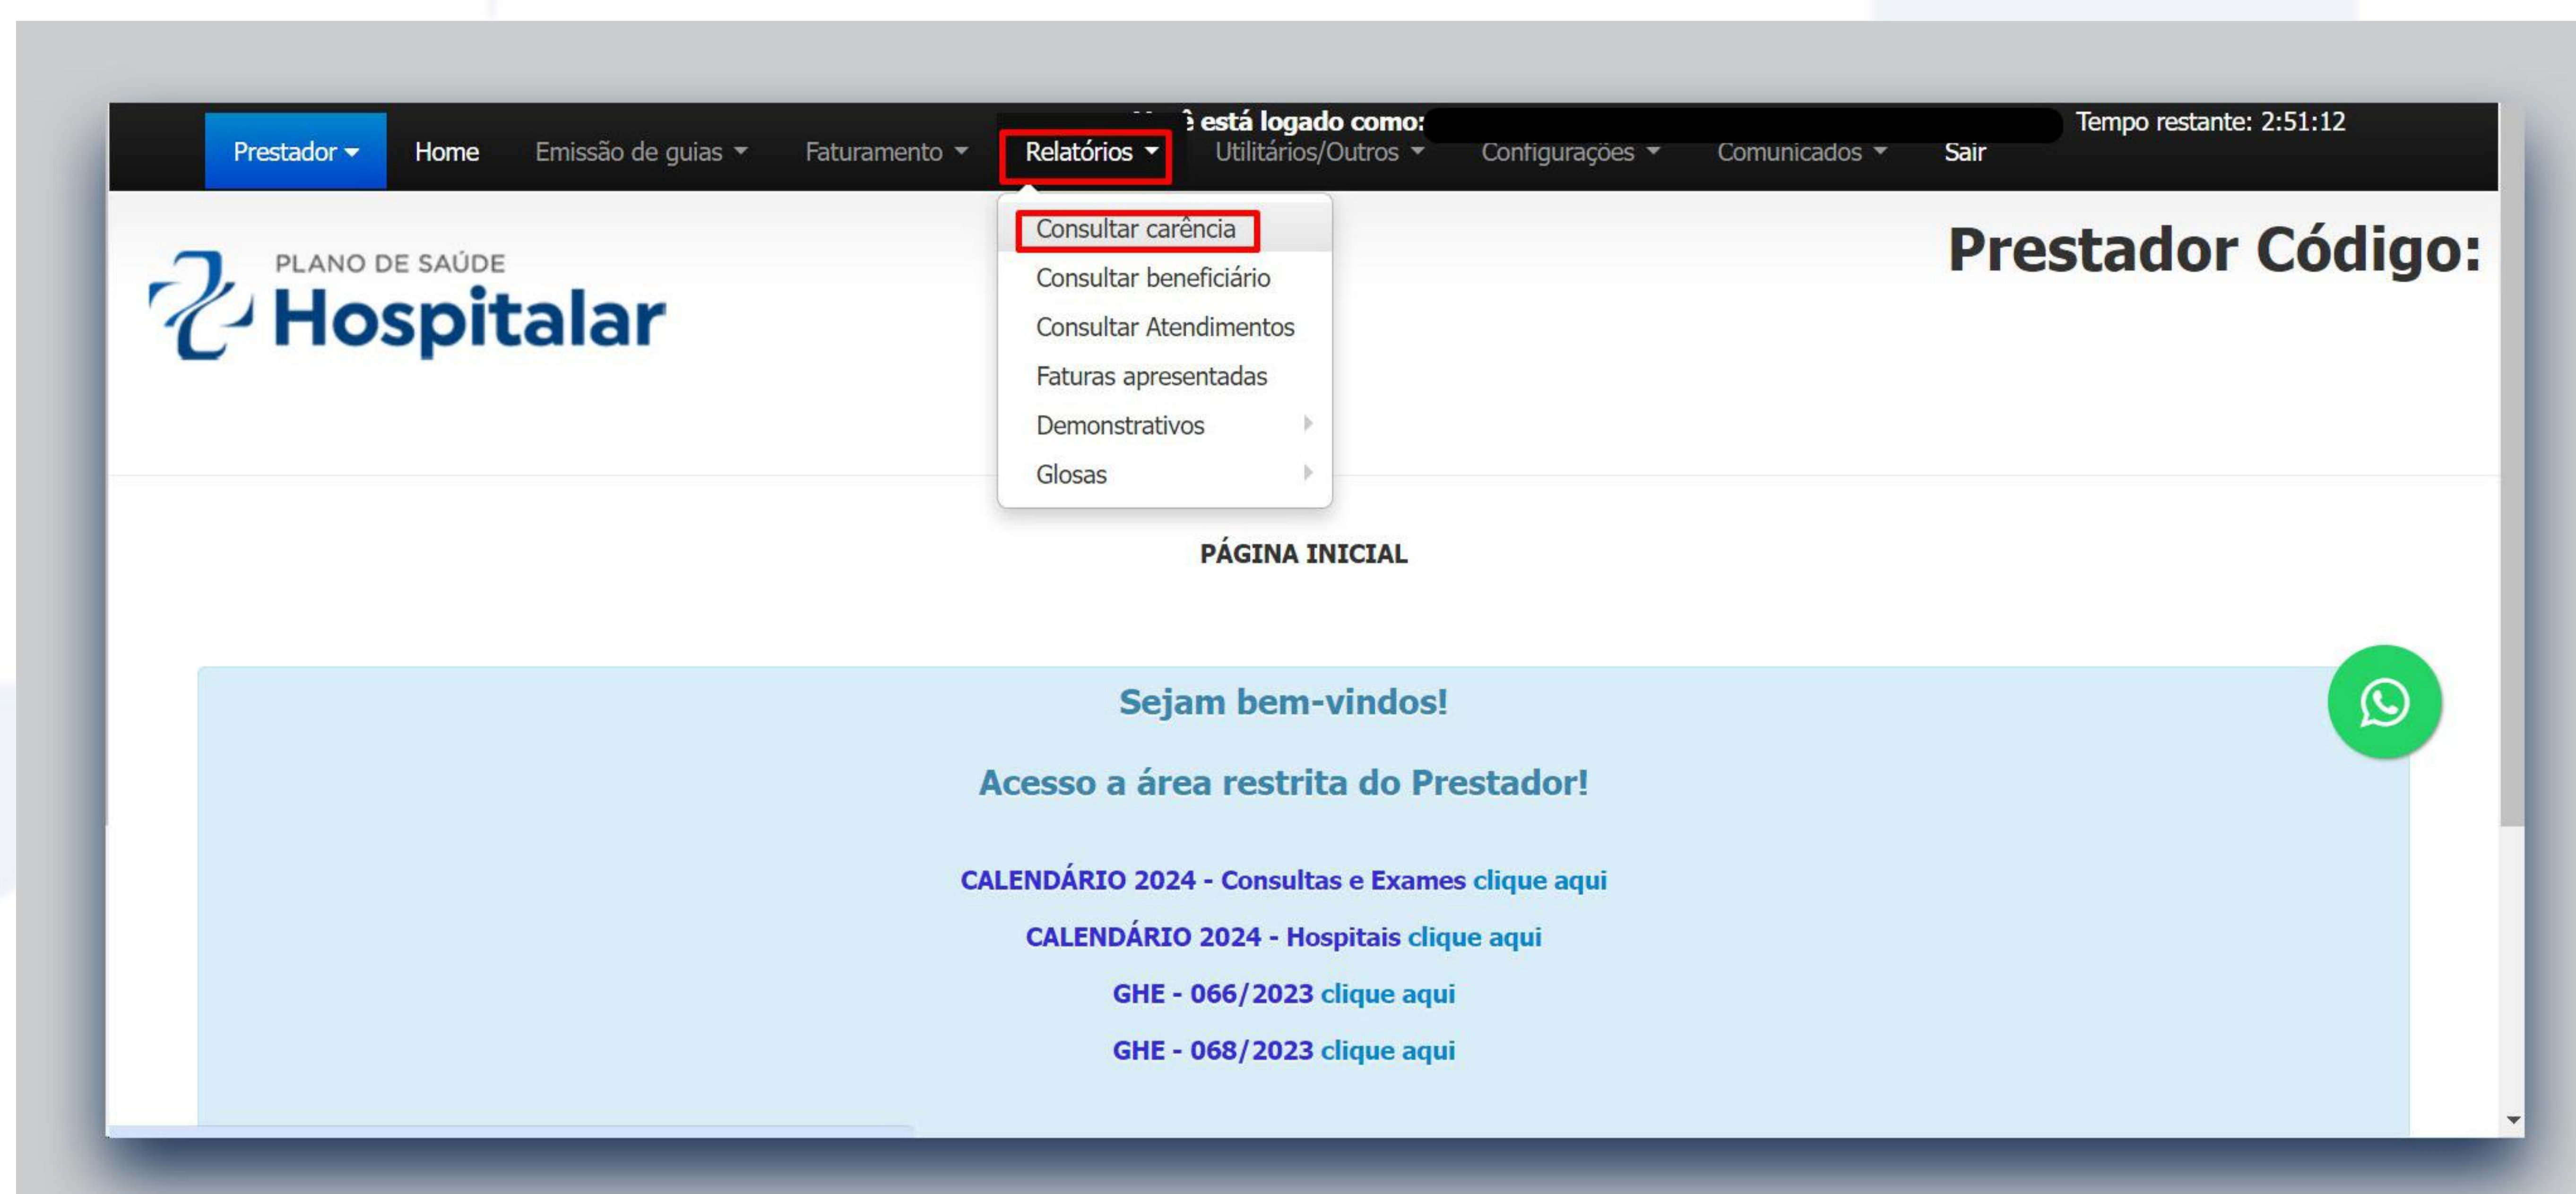 está logado como:
Tempo restante: 2:51:12
Prestador Home Emissão de guias Faturamento Relatórios Utilitários/Outros Configurações Comunicados Sair
Consultar carência
Consultar beneficiário
Consultar Atendimentos
Faturas apresentadas
Demonstrativos
Glosas
PLANO DE SAÚDE
Hospitalar
Prestador Código:
PÁGINA INICIAL
Sejam bem-vindos!
Acesso a área restrita do Prestador!
CALENDÁRIO 2024 - Consultas e Exames clique aqui
CALENDÁRIO 2024 - Hospitais clique aqui
GHE - 066/2023 clique aqui
GHE - 068/2023 clique aqui